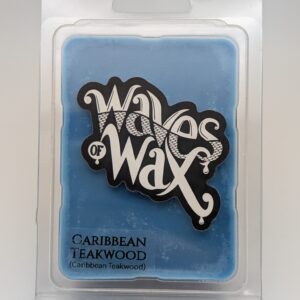 Waves
OF
Wax
CARIBBEAN
TEAKWOOD
(Caribbean Teakwood)